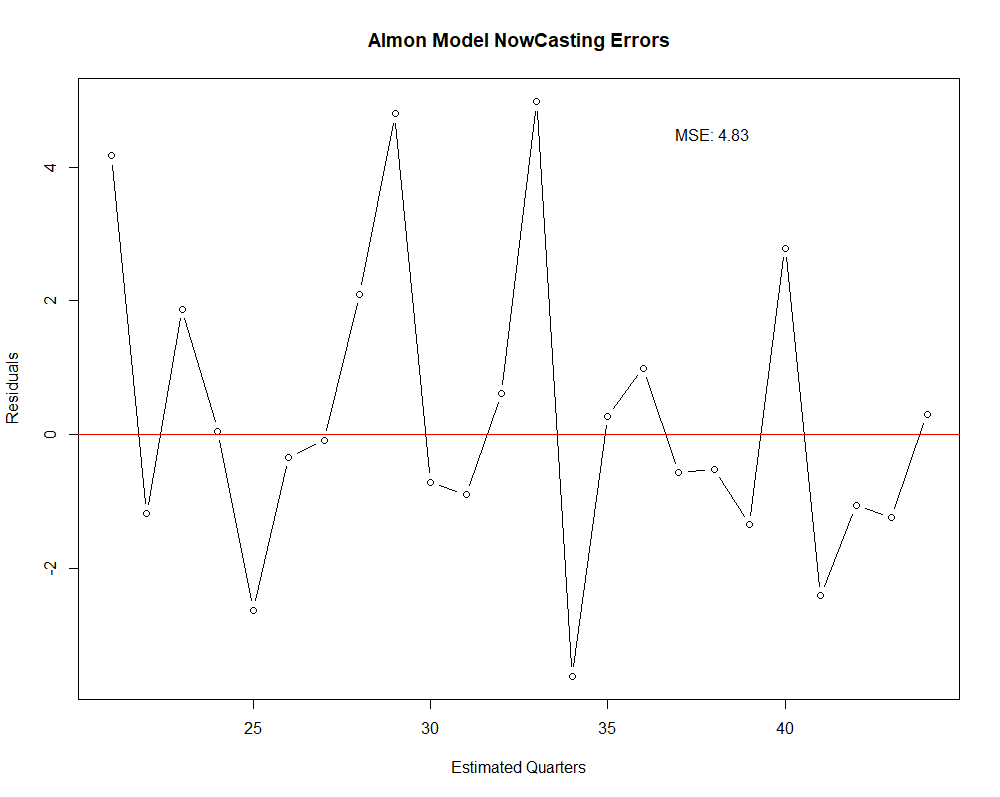 Almon Model NowCasting Errors
MSE: 4.83
Residuals
4
2
0
-2
25 30 35 40
Estimated Quarters